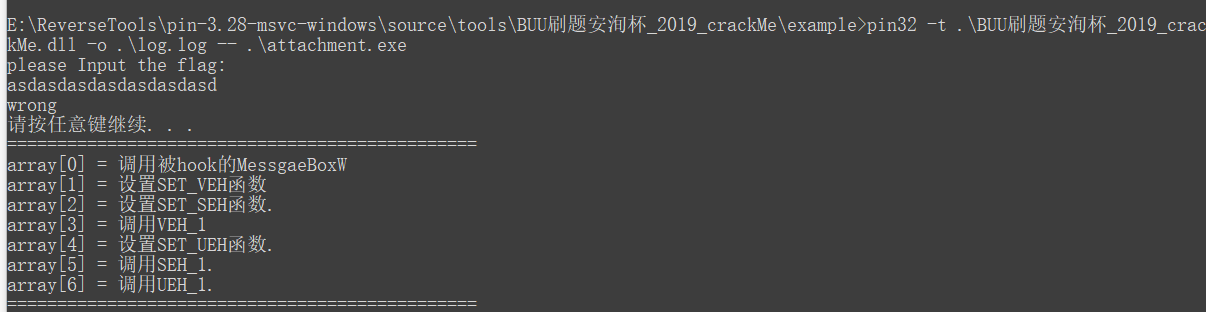 E:\ReverseTools\pin-3.28-msvc-windows\source\tools\BUU刷题安洵杯_2019_crackMe\example>pin32 -t .\BUU刷题安洵杯_2019_crac
kMe.dll -o .\log.log -- .\attachment.exe
please Input the flag:
asdasdasdasdasdasdasd
wrong
请按任意键继续. . .
===============================================
array[0] = 调用被hook的MessgaeBoxW
array[1] = 设置SET_VEH函数
array[2] = 设置SET_SEH函数.
array[3] = 调用VEH_1
array[4] = 设置SET_UEH函数.
array[5] = 调用SEH_1.
array[6] = 调用UEH_1.
===============================================